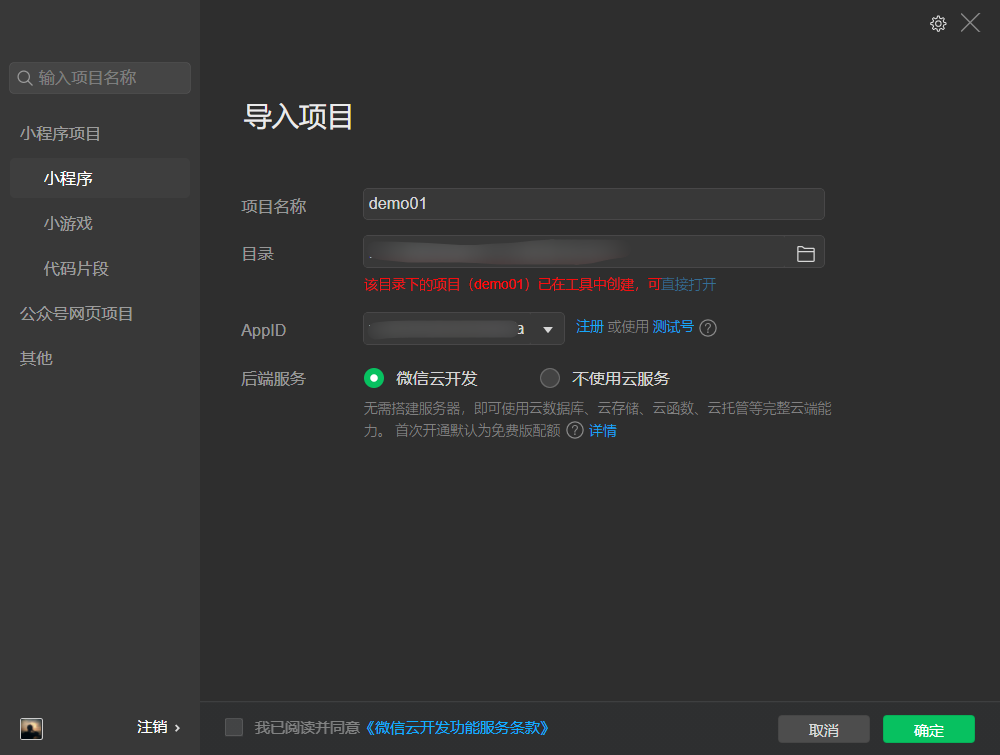 输入项目名称
小程序项目
小程序
小游戏
代码片段
公众号网页项目
其他
注销 ›
导入项目
项目名称 demo01
目录
该目录下的项目（demo01）已在工具中创建，可直接打开
AppID a 注册 或使用 测试号 ?
后端服务 微信云开发 不使用云服务
无需搭建服务器，即可使用云数据库、云存储、云函数、云托管等完整云端能
力。 首次开通默认为免费版配额 ? 详情
我已阅读并同意《微信云开发功能服务条款》
取消 确定